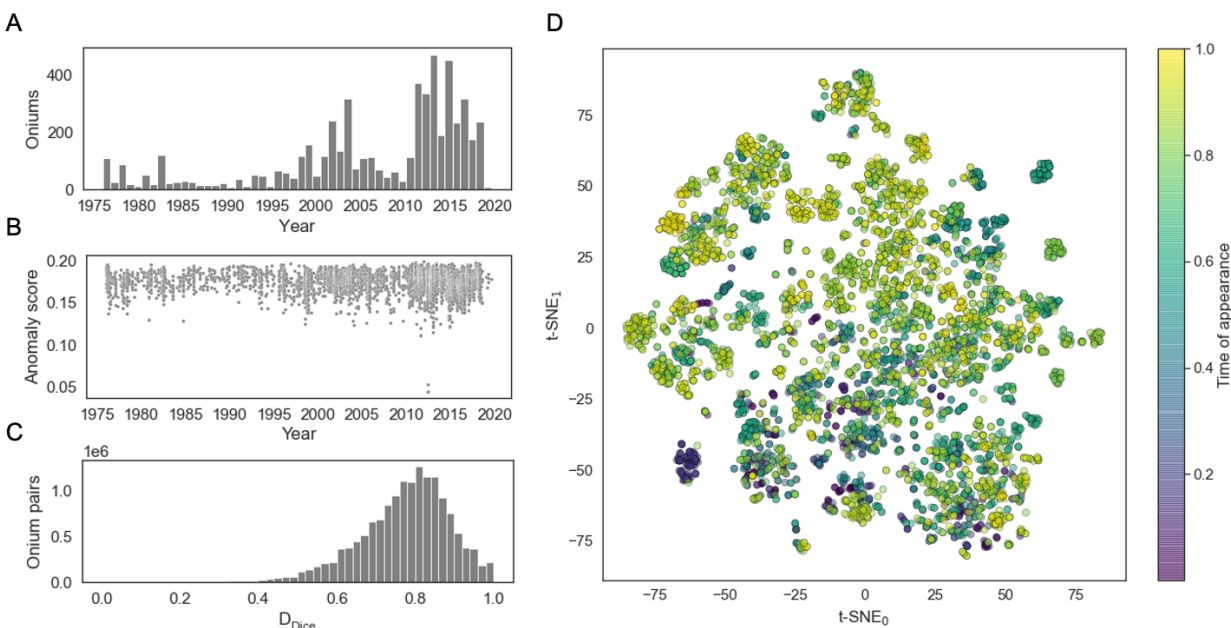 A
Oniums
400
200
0
1975 1980 1985 1990 1995 2000 2005 2010 2015 2020
Year
B
Anomaly score
0.20
0.15
0.10
0.05
1975 1980 1985 1990 1995 2000 2005 2010 2015 2020
Year
C
1e6
Onium pairs
1.0
0.5
0.0
0.0 0.2 0.4 0.6 0.8 1.0
D_Dice
D
t-SNE₁
75
50
25
0
−25
−50
−75
−75 −50 −25 0 25 50 75
t-SNE₀
1.0
0.8
0.6
0.4
0.2
Time of appearance